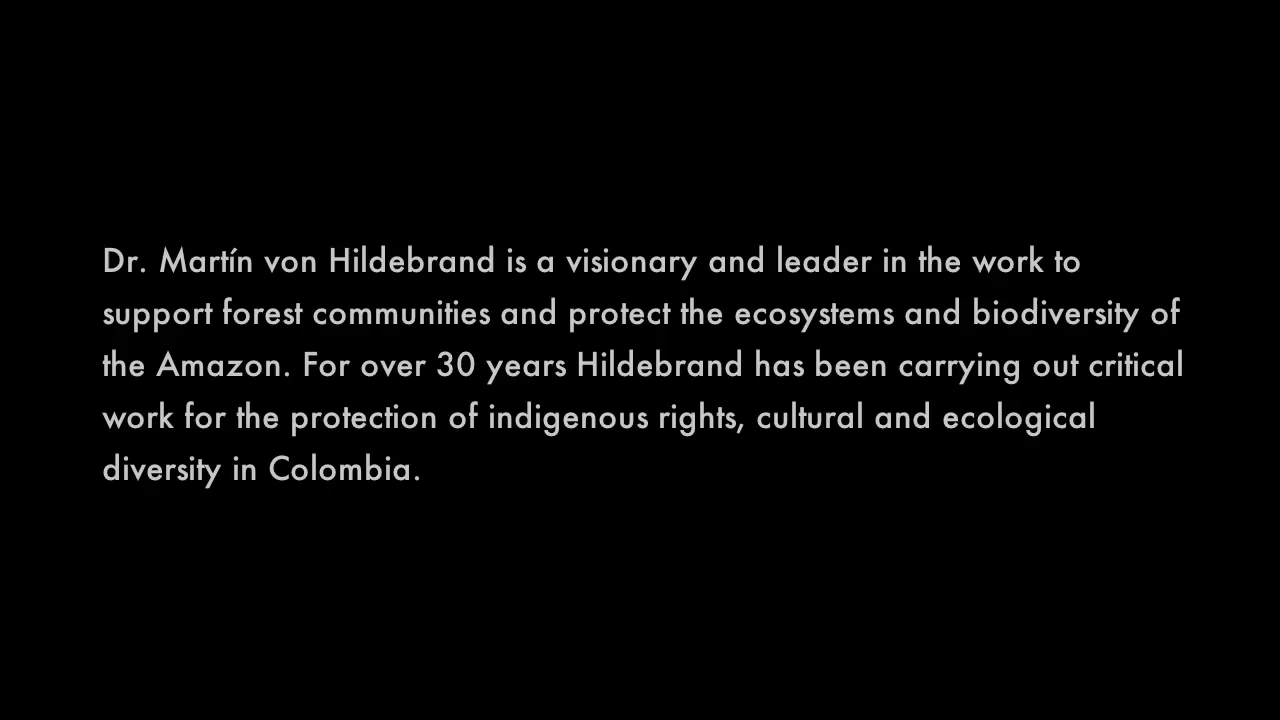 Dr. Martín von Hildebrand is a visionary and leader in the work to
support forest communities and protect the ecosystems and biodiversity of
the Amazon. For over 30 years Hildebrand has been carrying out critical
work for the protection of indigenous rights, cultural and ecological
diversity in Colombia.